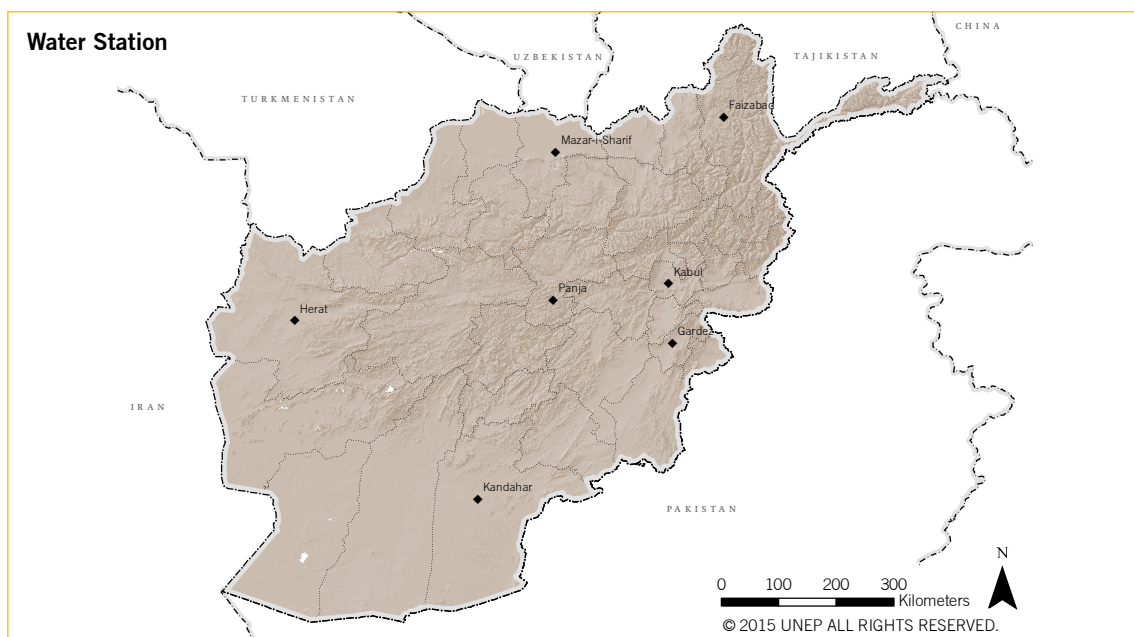 Water Station
CHINA
UZBEKISTAN
TAJIKISTAN
TURKMENISTAN
Faizabad
Mazar-i-Sharif
Kabul
Panja
Herat
Gardez
IRAN
Kandahar
PAKISTAN
N
0 100 200 300
Kilometers
© 2015 UNEP ALL RIGHTS RESERVED.